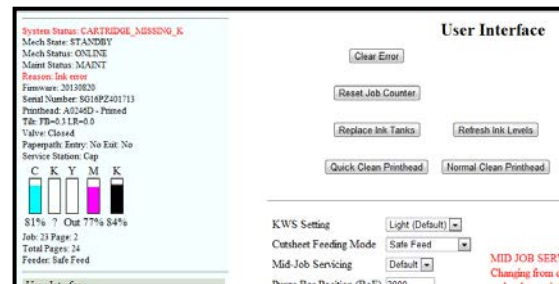 System Status: CARTRIDGE_MISSING_K
Mech State: STANDBY
Mech Status: ONLINE
Maint Status: MAINT
Reason: Ink error
Firmware: 20130820
Serial Number: SG16PZ401713
Printhead: A0246D - Primed
Tilt: FB=0.3 LR=0.0
Valve: Closed
Paperpath: Entry: No Exit: No
Service Station: Cap
C K Y M K
81% ? Out 77% 84%
Job: 23 Page: 2
Total Pages: 24
Feeder: Safe Feed
User Interface
Clear Error
Reset Job Counter
Replace Ink Tanks Refresh Ink Levels
Quick Clean Printhead Normal Clean Printhead
KWS Setting Light (Default)
Cutsheet Feeding Mode Safe Feed
Mid-Job Servicing Default
MID JOB SERV
Changing from